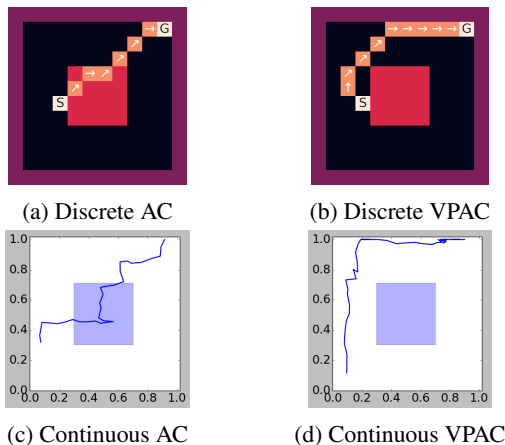 → G
↗
↗
→ ↗
↗
S
→ → → → → G
↗
↗
↗
↑ S
(a) Discrete AC
(b) Discrete VPAC
1.0
0.8
0.6
0.4
0.2
0.0
0.0 0.2 0.4 0.6 0.8 1.0
1.0
0.8
0.6
0.4
0.2
0.0
0.0 0.2 0.4 0.6 0.8 1.0
(c) Continuous AC
(d) Continuous VPAC